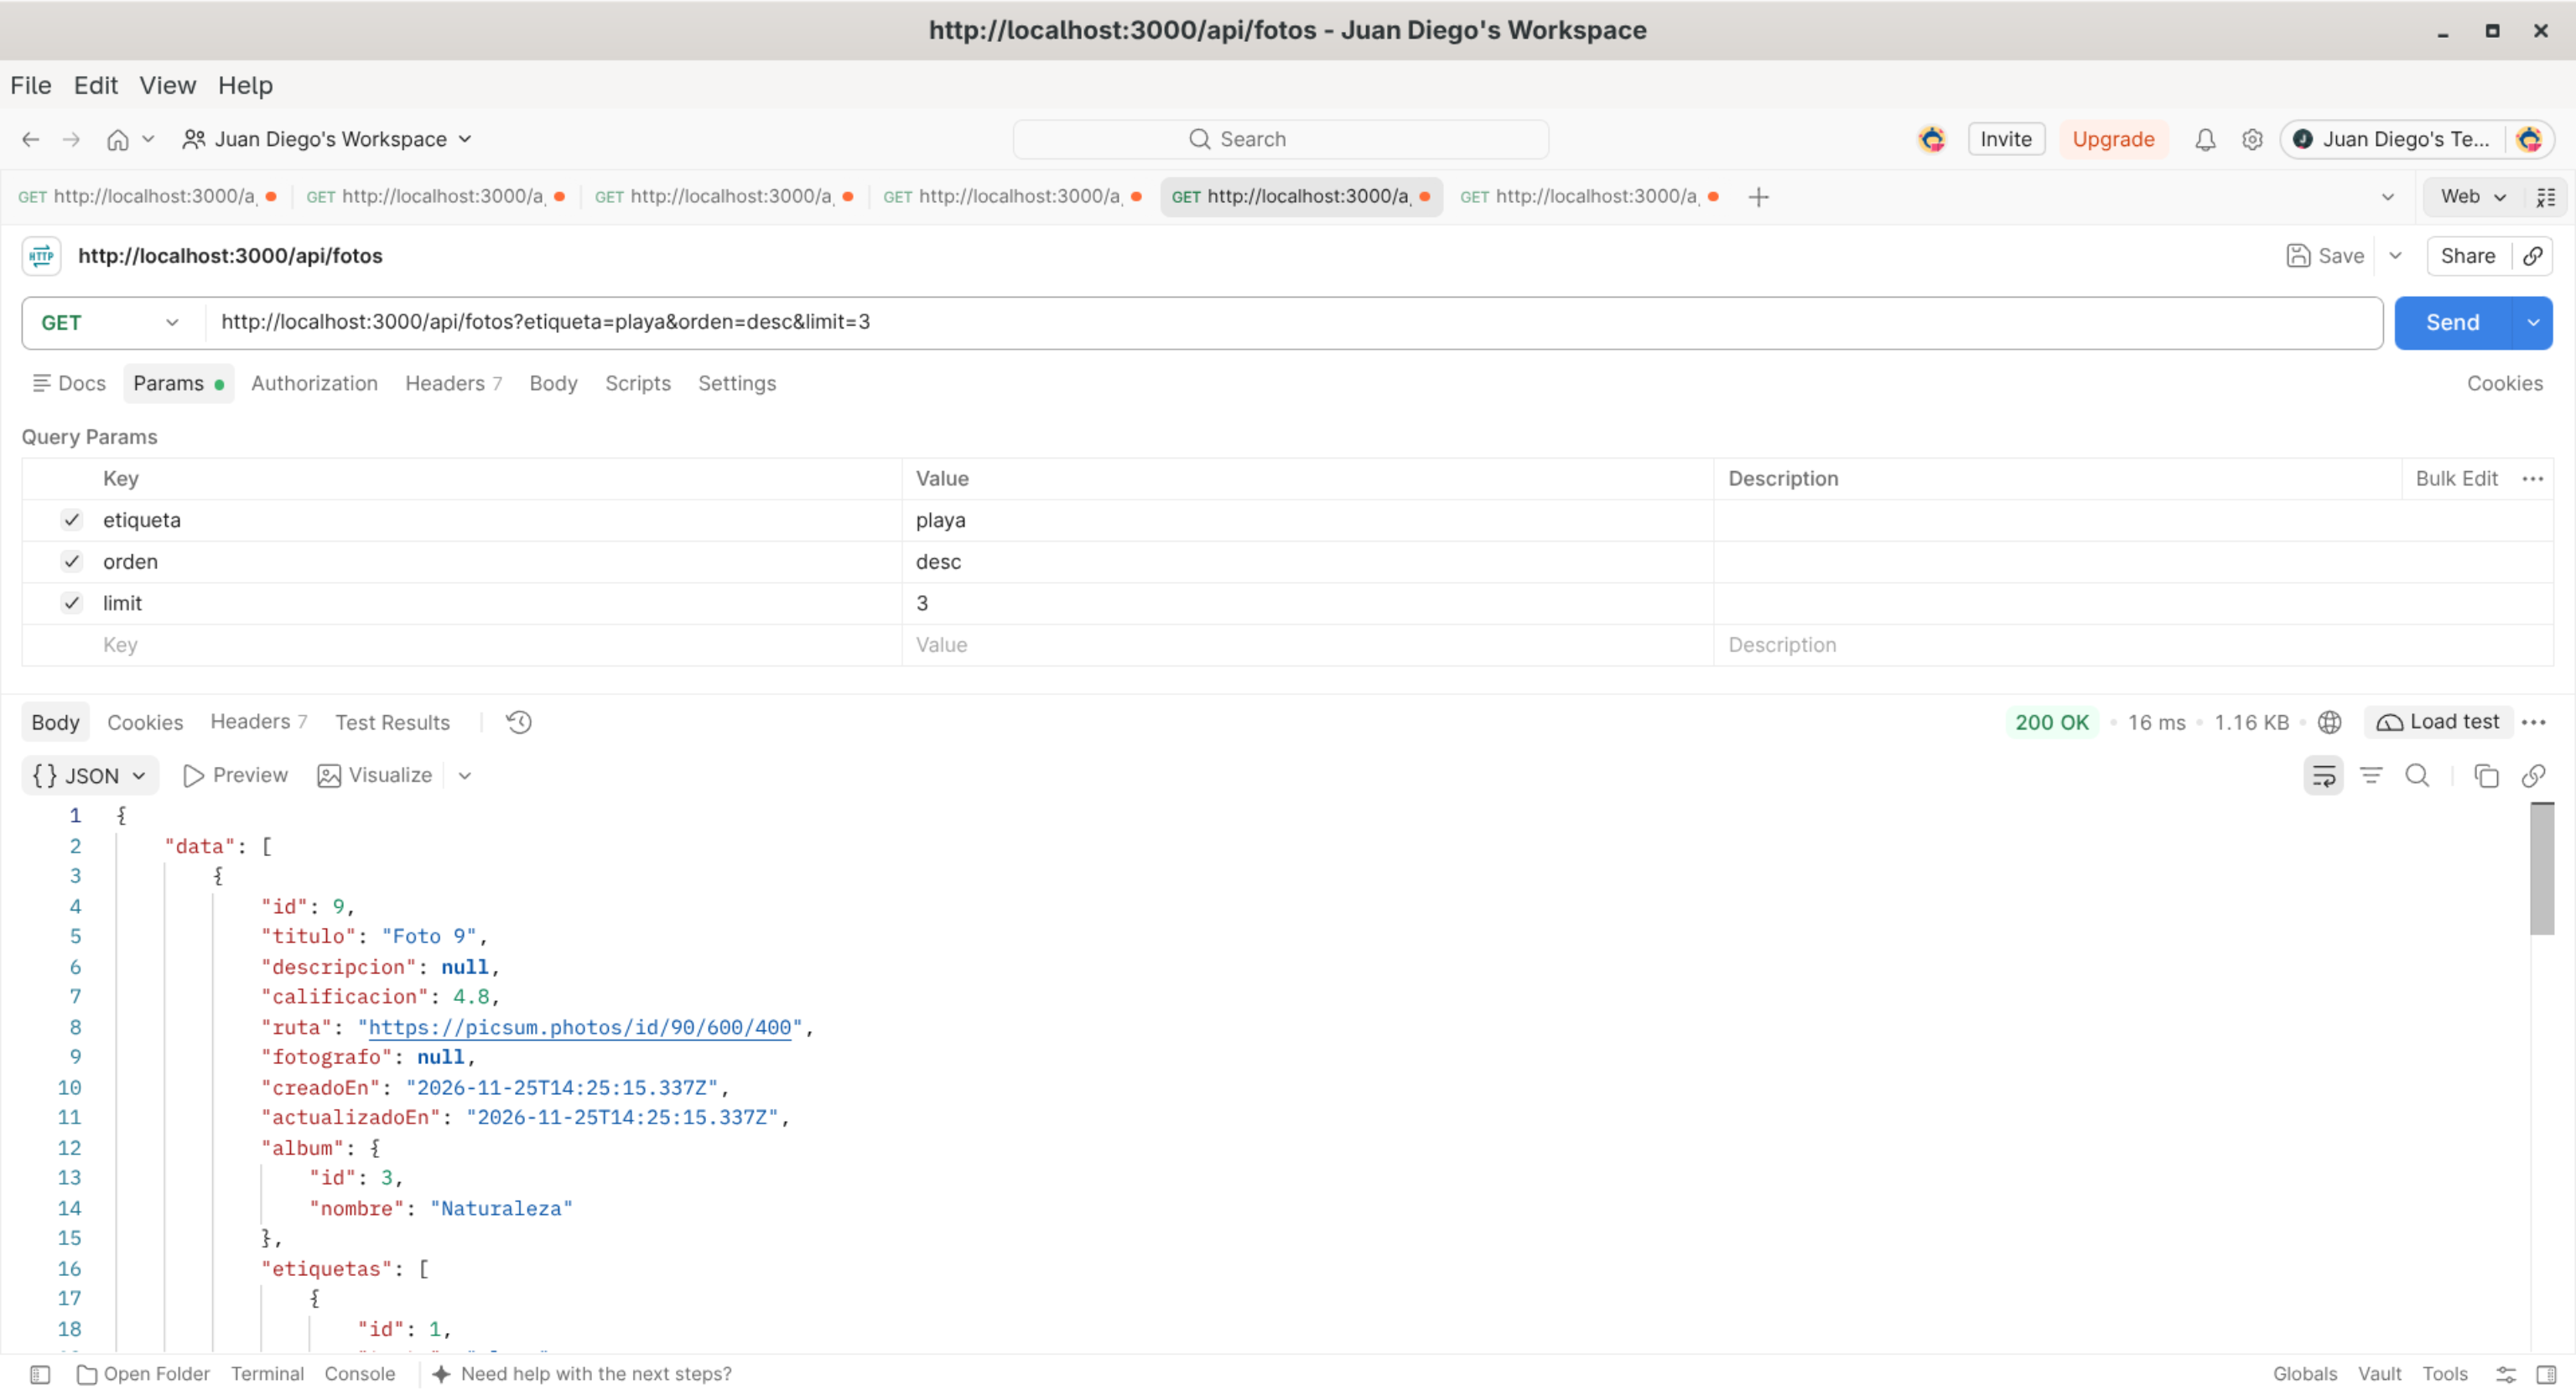 http://localhost:3000/api/fotos - Juan Diego's Workspace
File Edit View Help
Juan Diego's Workspace Search Invite Upgrade Juan Diego's Te...
GET http://localhost:3000/a GET http://localhost:3000/a GET http://localhost:3000/a GET http://localhost:3000/a GET http://localhost:3000/a GET http://localhost:3000/a Web
HTTP http://localhost:3000/api/fotos Save Share
GET http://localhost:3000/api/fotos?etiqueta=playa&orden=desc&limit=3 Send
Docs Params Authorization Headers 7 Body Scripts Settings Cookies
Query Params
Key Value Description Bulk Edit
etiqueta playa
orden desc
limit 3
Key Value Description
Body Cookies Headers 7 Test Results 200 OK 16 ms 1.16 KB Load test
{} JSON Preview Visualize
1 {
2 "data": [
3 {
4 "id": 9,
5 "titulo": "Foto 9",
6 "descripcion": null,
7 "calificacion": 4.8,
8 "ruta": "https://picsum.photos/id/90/600/400",
9 "fotografo": null,
10 "creadoEn": "2026-11-25T14:25:15.337Z",
11 "actualizadoEn": "2026-11-25T14:25:15.337Z",
12 "album": {
13 "id": 3,
14 "nombre": "Naturaleza"
15 },
16 "etiquetas": [
17 {
18 "id": 1,
Open Folder Terminal Console Need help with the next steps? Globals Vault Tools